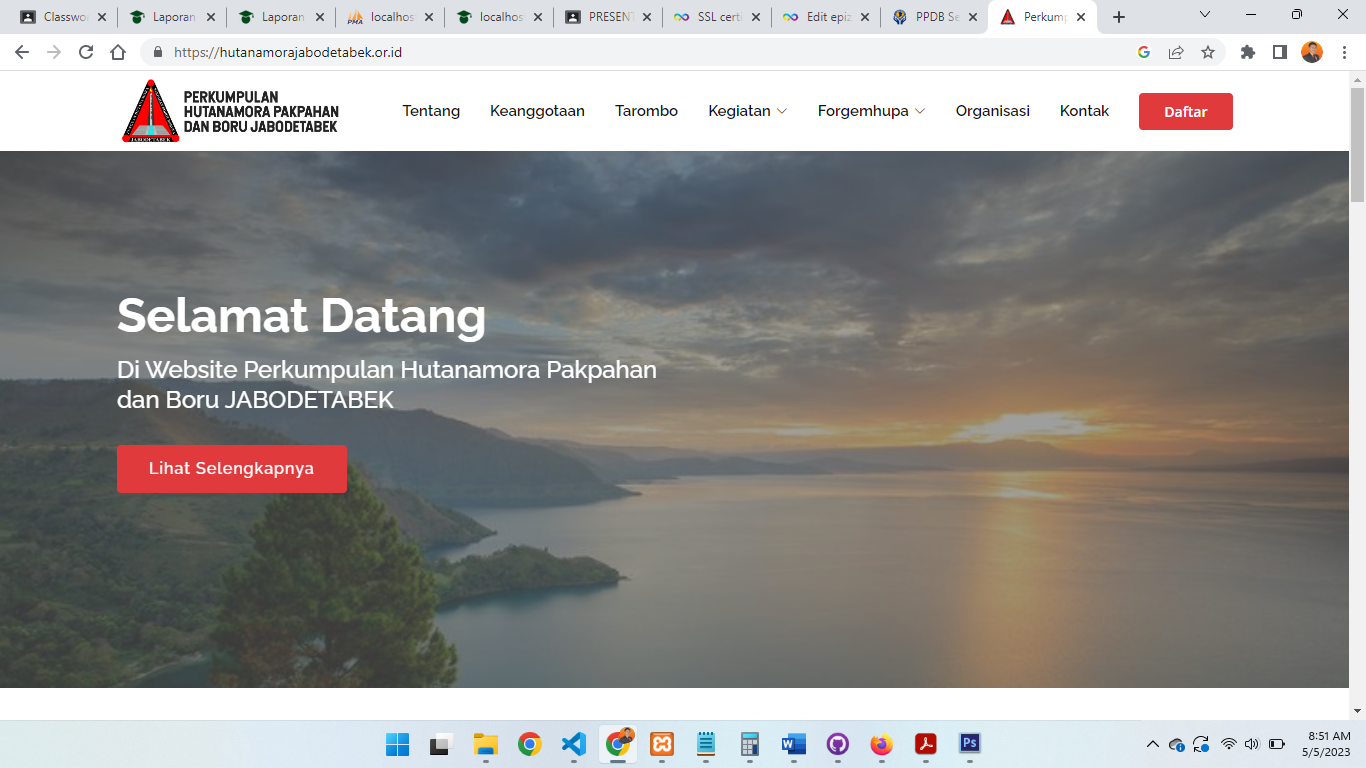 Classwo
Laporan
Laporan
localhos
localhos
PRESEN
SSL certi
Edit epiz
PPDB Se
Perkump
https://hutanamorajabodetabek.or.id
PERKUMPULAN
HUTANAMORA PAKPAHAN
DAN BORU JABODETABEK
JABODETABEK
Tentang
Keanggotaan
Tarombo
Kegiatan
Forgemhupa
Organisasi
Kontak
Daftar
Selamat Datang
Di Website Perkumpulan Hutanamora Pakpahan
dan Boru JABODETABEK
Lihat Selengkapnya
8:51 AM
5/5/2023